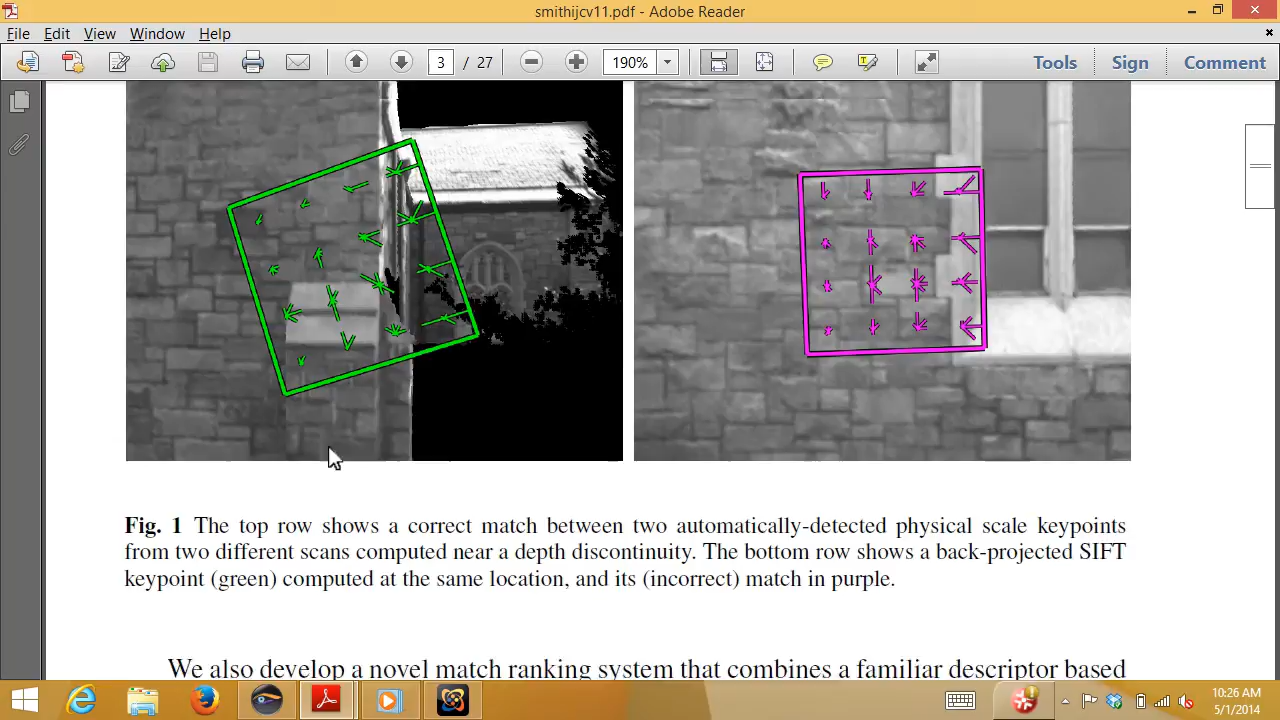 smithijcv11.pdf - Adobe Reader
File Edit View Window Help
3 / 27 190% Tools Sign Comment
Fig. 1 The top row shows a correct match between two automatically-detected physical scale keypoints
from two different scans computed near a depth discontinuity. The bottom row shows a back-projected SIFT
keypoint (green) computed at the same location, and its (incorrect) match in purple.
We also develop a novel match ranking system that combines a familiar descriptor based
10:26 AM
5/1/2014